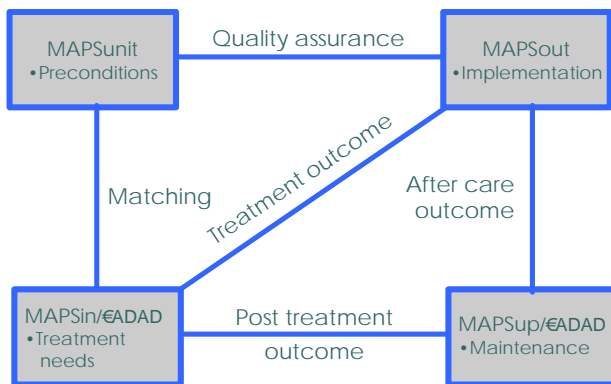 MAPSunit
•Preconditions
Quality assurance
MAPSout
•Implementation
Matching
Treatment outcome
After care
outcome
MAPSin/€ADAD
•Treatment
needs
Post treatment
outcome
MAPSup/€ADAD
•Maintenance